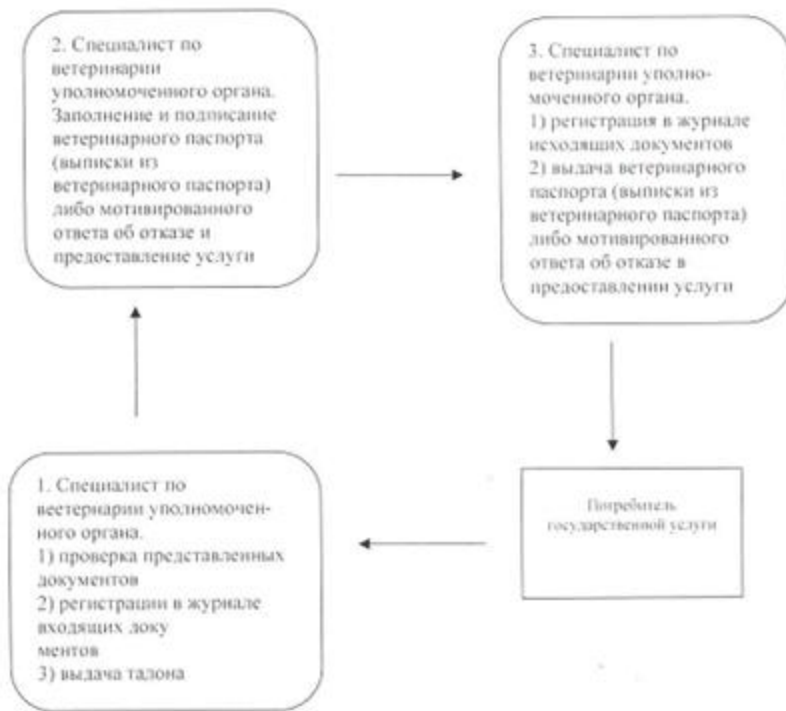 2. Специалист по
ветеринарии
уполномоченного органа.
Заполнение и подписание
ветеринарного паспорта
(выписки из
ветеринарного паспорта)
либо мотивированного
ответа об отказе и
предоставление услуги
3. Специалист по
ветеринарии уполно-
моченного органа.
1) регистрация в журнале
исходящих документов
2) выдача ветеринарного
паспорта (выписки из
ветеринарного паспорта)
либо мотивированного
ответа об отказе в
предоставлении услуги
1. Специалист по
веетернарии уполномочен-
ного органа.
1) проверка представленных
документов
2) регистрации в журнале
входящих доку
ментов
3) выдача талона
Потребитель
государственной услуги